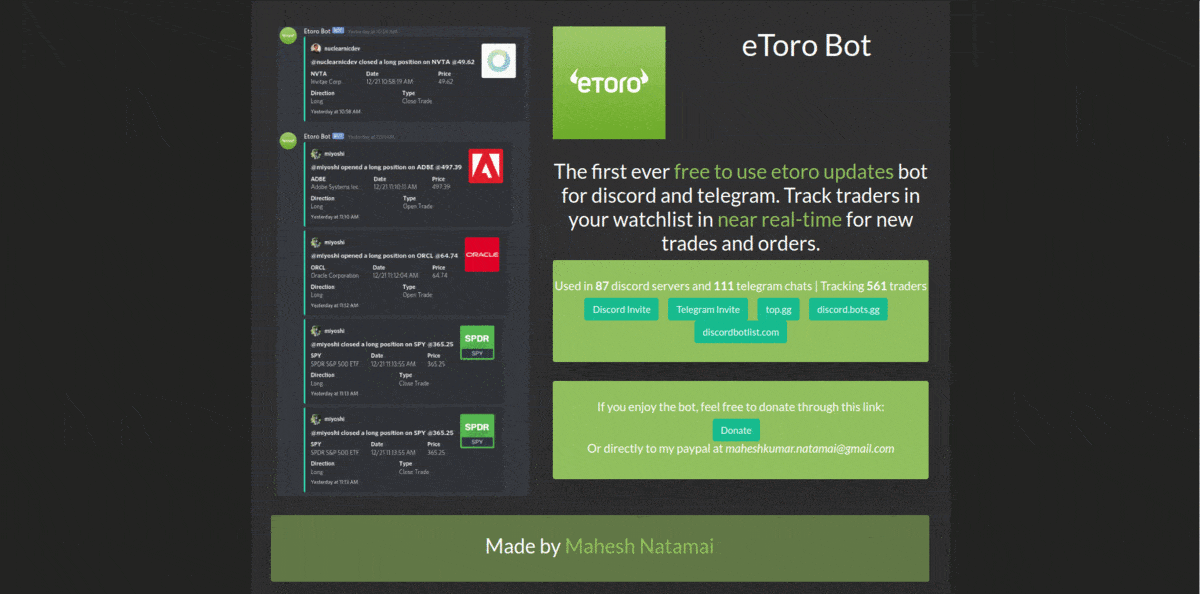 Etoro Bot BOT Yesterday at 10:58 AM
nuclearnicdev
@nuclearnicdev closed a long position on NVTA @49.62
NVTA Date Price
Invitae Corp. 12/21 10:58:19 AM 49.62
Direction Type
Long Close Trade
Yesterday at 10:58 AM
Etoro Bot BOT
miyoshi
@miyoshi opened a long position on ADBE @497.39
ADBE Date Price
Adobe Systems Inc 12/21 11:10:11 AM 497.39
Direction Type
Long Open Trade
Yesterday at 11:10 AM
miyoshi
@miyoshi opened a long position on ORCL @64.74
ORACLE
ORCL Date Price
Oracle Corporation 12/21 11:12:04 AM 64.74
Direction Type
Long Open Trade
Yesterday at 11:12 AM
miyoshi
@miyoshi closed a long position on SPY @365.25
SPDR
SPY
SPY Date Price
SPDR S&P 500 ETF 12/21 11:13:55 AM 365.25
Direction Type
Long Close Trade
Yesterday at 11:13 AM
miyoshi
@miyoshi closed a long position on SPY @365.25
SPDR
SPY
SPY Date Price
SPDR S&P 500 ETF 12/21 11:13:55 AM 365.25
Direction Type
Long Close Trade
Yesterday at 11:13 AM
eToro
eToro Bot
The first ever free to use etoro updates bot
for discord and telegram. Track traders in
your watchlist in near real-time for new
trades and orders.
Used in 87 discord servers and 111 telegram chats | Tracking 561 traders
Discord Invite Telegram Invite top.gg discord.bots.gg
discordbotlist.com
If you enjoy the bot, feel free to donate through this link:
Donate
Or directly to my paypal at maheshkumar.natamai@gmail.com
Made by Mahesh Natamai